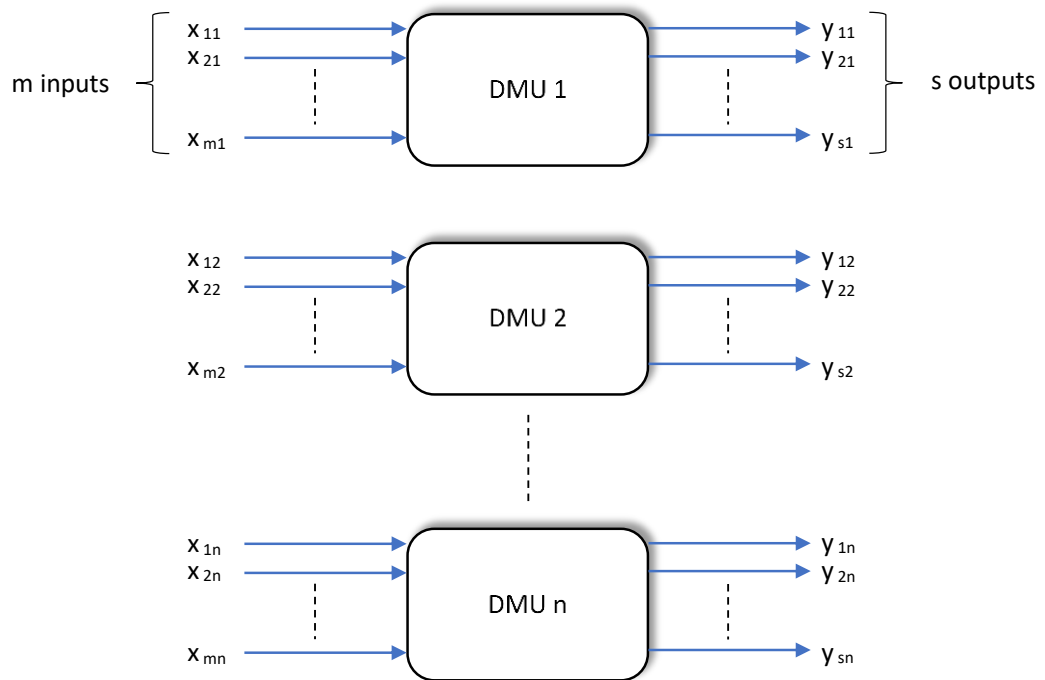 x 11 y 11
x 21 y 21
m inputs DMU 1 s outputs
x m1 y s1
x 12 y 12
x 22 y 22
DMU 2
x m2 y s2
x 1n y 1n
x 2n y 2n
DMU n
x mn y sn